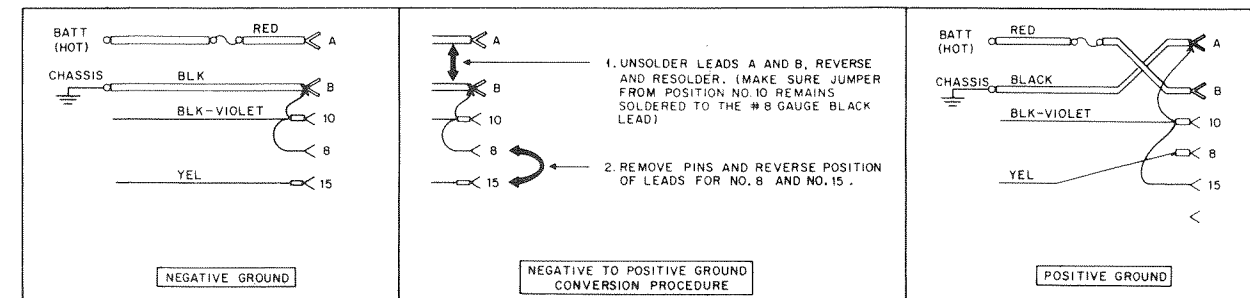 BATT
(HOT)
RED
A
CHASSIS
BLK
B
BLK-VIOLET
10
8
YEL
15
NEGATIVE GROUND
A
B
10
8
15
1. UNSOLDER LEADS A AND B, REVERSE
AND RESOLDER. (MAKE SURE JUMPER
FROM POSITION NO. 10 REMAINS
SOLDERED TO THE #8 GAUGE BLACK
LEAD)
2. REMOVE PINS AND REVERSE POSITION
OF LEADS FOR NO. 8 AND NO. 15.
NEGATIVE TO POSITIVE GROUND
CONVERSION PROCEDURE
BATT
(HOT)
RED
A
CHASSIS
BLACK
B
BLK-VIOLET
10
8
YEL
15
POSITIVE GROUND